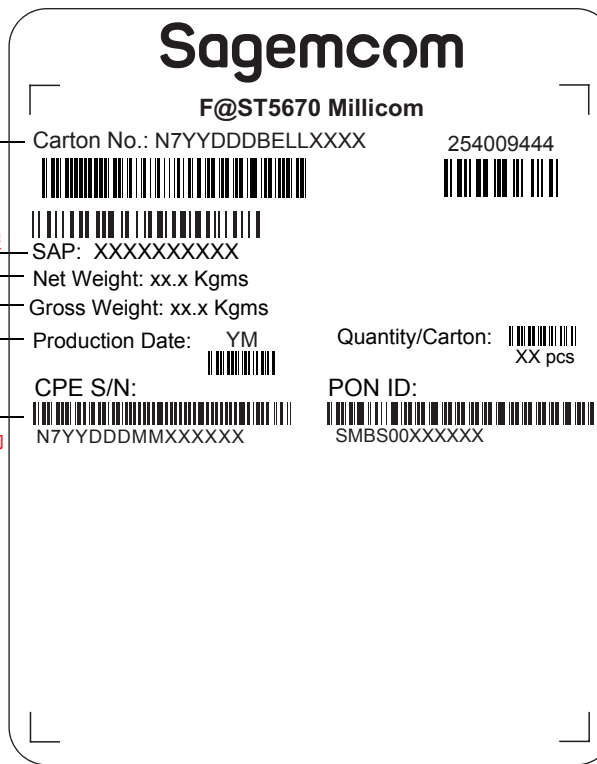 Sagemcom
F@ST5670 Millicom
Carton No.: N7YYDDDBELLXXXX
254009444
SAP: XXXXXXXXXX
Net Weight: xx.x Kgms
Gross Weight: xx.x Kgms
Production Date: YM
Quantity/Carton:
XX pcs
CPE S/N:
PON ID:
N7YYDDDMMXXXXXX
SMBS00XXXXXX